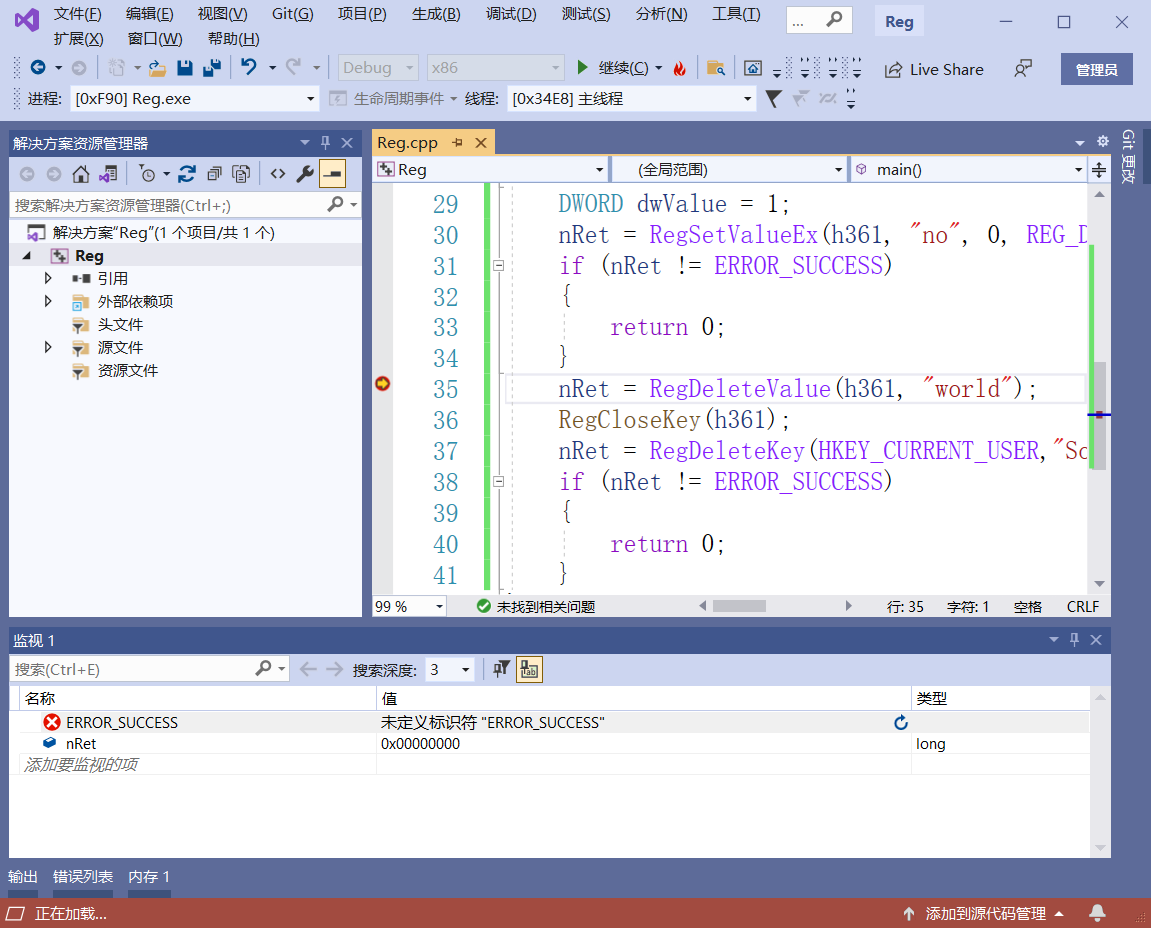 文件(F) 编辑(E) 视图(V) Git(G) 项目(P) 生成(B) 调试(D) 测试(S) 分析(N) 工具(T) ... Reg
扩展(X) 窗口(W) 帮助(H)
Debug x86 继续(C) Live Share 管理员
进程: [0xF90] Reg.exe 生命周期事件 线程: [0x34E8] 主线程
解决方案资源管理器
搜索解决方案资源管理器(Ctrl+;)
解决方案"Reg"(1 个项目/共 1 个)
Reg
引用
外部依赖项
头文件
源文件
资源文件
Reg.cpp
Reg (全局范围) main()
29 DWORD dwValue = 1;
30 nRet = RegSetValueEx(h361, "no", 0, REG_D
31 if (nRet != ERROR_SUCCESS)
32 {
33 return 0;
34 }
35 nRet = RegDeleteValue(h361, "world");
36 RegCloseKey(h361);
37 nRet = RegDeleteKey(HKEY_CURRENT_USER,"So
38 if (nRet != ERROR_SUCCESS)
39 {
40 return 0;
41 }
99 % 未找到相关问题 行: 35 字符: 1 空格 CRLF
Git 更改
监视 1
搜索(Ctrl+E) 搜索深度: 3
名称 值 类型
ERROR_SUCCESS 未定义标识符 "ERROR_SUCCESS"
nRet 0x00000000 long
添加要监视的项
输出 错误列表 内存 1
正在加载... 添加到源代码管理